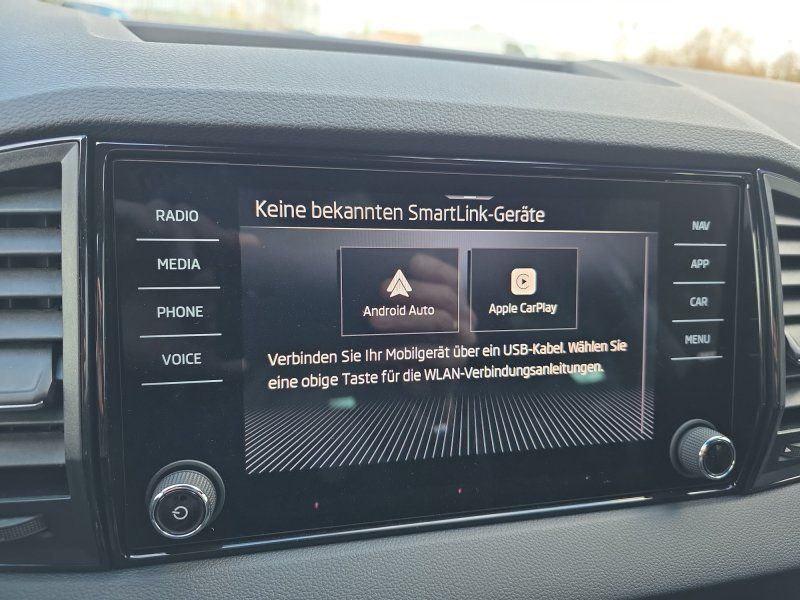 RADIO
MEDIA
PHONE
VOICE
Keine bekannten SmartLink-Geräte
Android Auto
Apple CarPlay
Verbinden Sie Ihr Mobilgerät über ein USB-Kabel. Wählen Sie
eine obige Taste für die WLAN-Verbindungsanleitungen.
NAV
APP
CAR
MENU